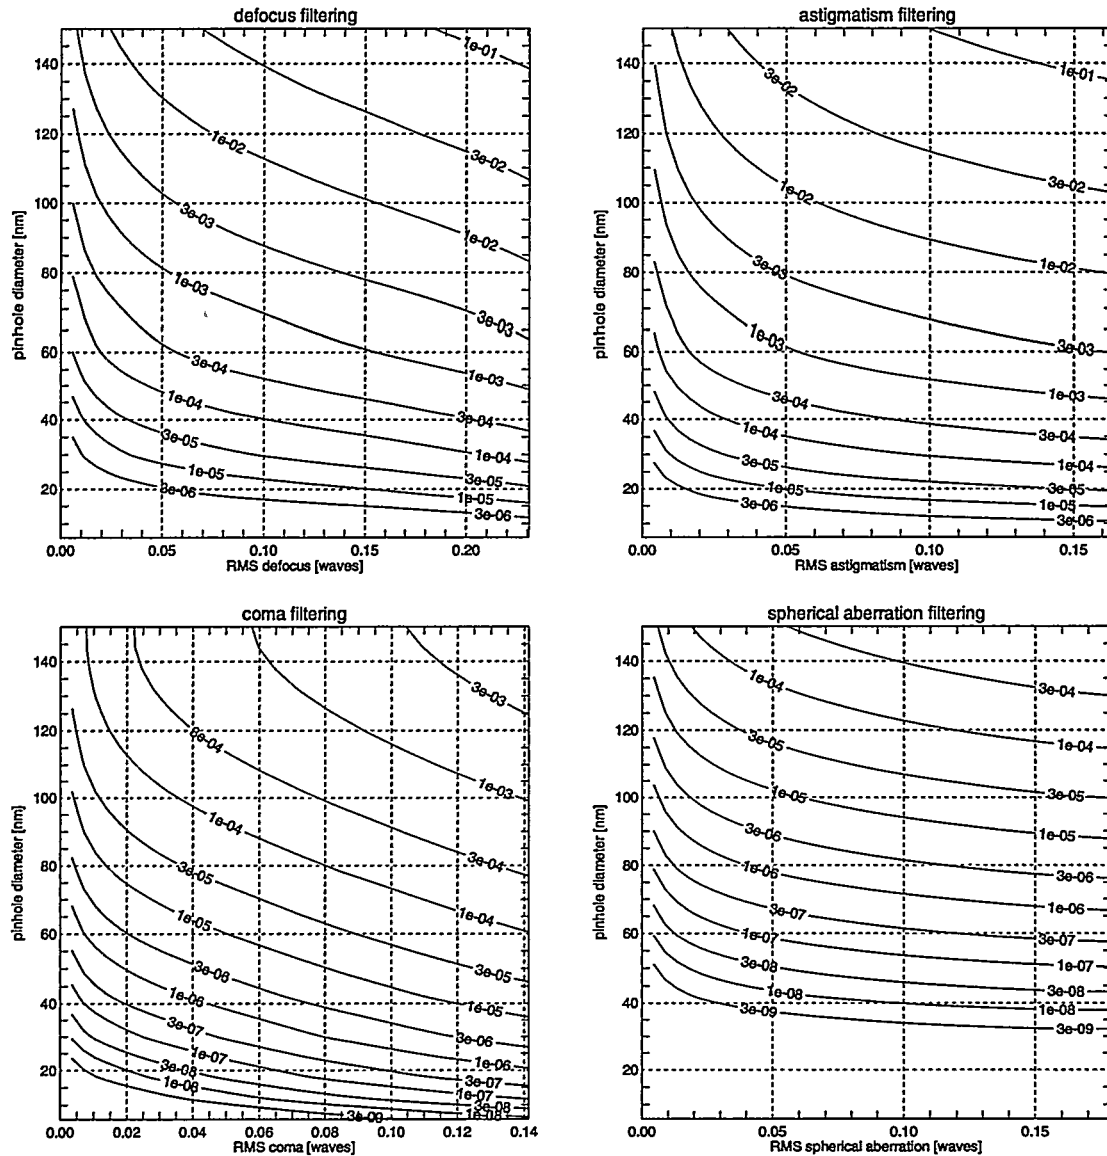 defocus filtering
pinhole diameter [nm]
140
120
100
80
60
40
20
1e-01
3e-02
1e-02
1e-02
3e-03
3e-03
1e-03
1e-03
3e-04
3e-04
1e-04
1e-04
3e-05
3e-05
1e-05
1e-05
3e-06
3e-06
0.00 0.05 0.10 0.15 0.20
RMS defocus [waves]
astigmatism filtering
pinhole diameter [nm]
140
120
100
80
60
40
20
1e-01
3e-02
3e-02
1e-02
1e-02
3e-03
3e-03
1e-03
1e-03
3e-04
3e-04
1e-04
1e-04
3e-05
3e-05
1e-05
1e-05
3e-06
3e-06
0.00 0.05 0.10 0.15
RMS astigmatism [waves]
coma filtering
pinhole diameter [nm]
140
120
100
80
60
40
20
3e-03
1e-03
3e-04
3e-04
1e-04
1e-04
3e-05
3e-05
1e-05
1e-05
3e-06
3e-06
1e-06
1e-06
3e-07
3e-07
1e-07
1e-07
3e-08
3e-08
1e-08
1e-08
3e-09
0.00 0.02 0.04 0.06 0.08 0.10 0.12 0.14
RMS coma [waves]
spherical aberration filtering
pinhole diameter [nm]
140
120
100
80
60
40
20
3e-04
1e-04
1e-04
3e-05
3e-05
1e-05
1e-05
3e-06
3e-06
1e-06
1e-06
3e-07
3e-07
1e-07
1e-07
3e-08
3e-08
1e-08
1e-08
3e-09
3e-09
0.00 0.05 0.10 0.15
RMS spherical aberration [waves]